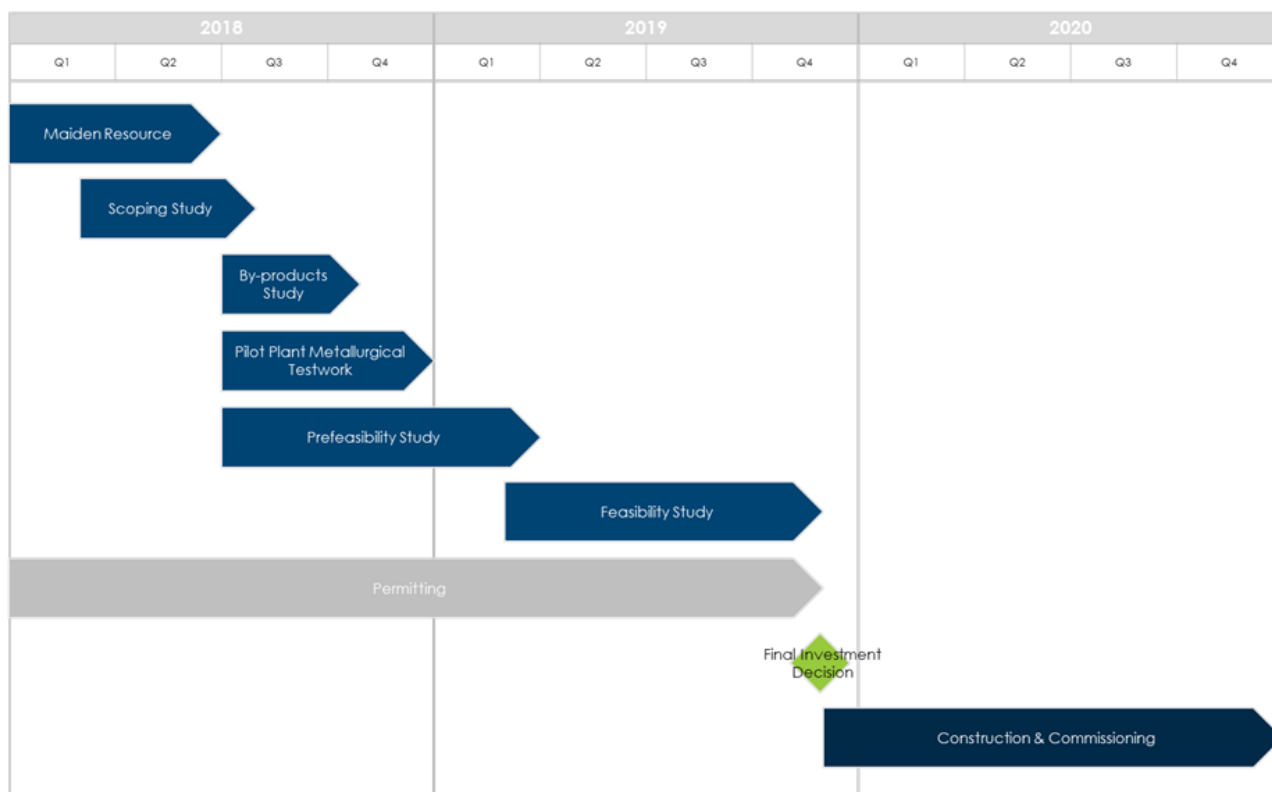 2018 2019 2020
Q1 Q2 Q3 Q4 Q1 Q2 Q3 Q4 Q1 Q2 Q3 Q4
Maiden Resource
Scoping Study
By-products
Study
Pilot Plant Metallurgical
Testwork
Prefeasibility Study
Feasibility Study
Permitting
Final Investment
Decision
Construction & Commissioning